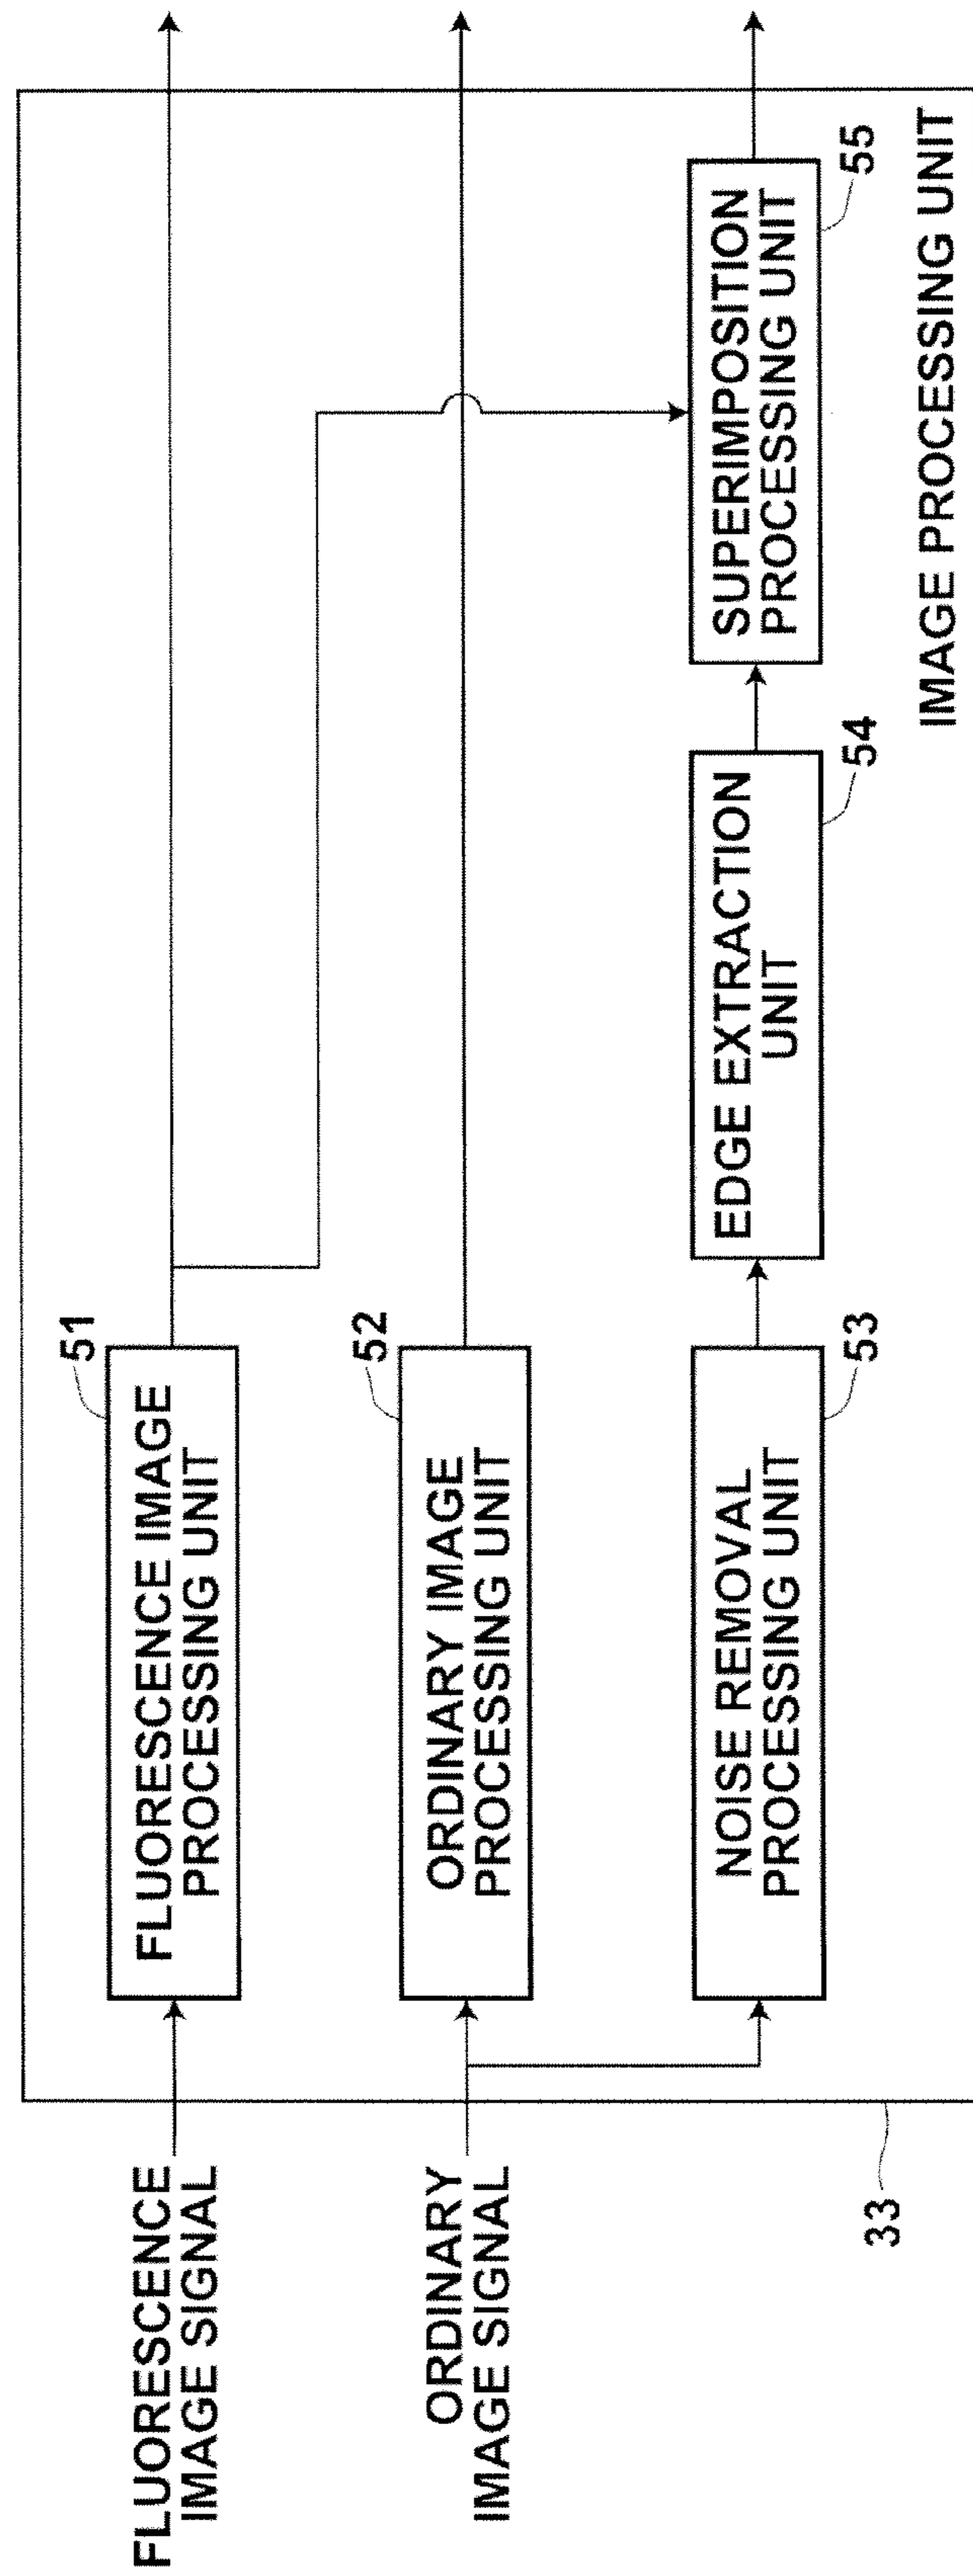 FLUORESCENCE
IMAGE SIGNAL
51
FLUORESCENCE IMAGE
PROCESSING UNIT
ORDINARY
IMAGE SIGNAL
52
ORDINARY IMAGE
PROCESSING UNIT
NOISE REMOVAL
PROCESSING UNIT
53
EDGE EXTRACTION
UNIT
54
SUPERIMPOSITION
PROCESSING UNIT
55
33
IMAGE PROCESSING UNIT